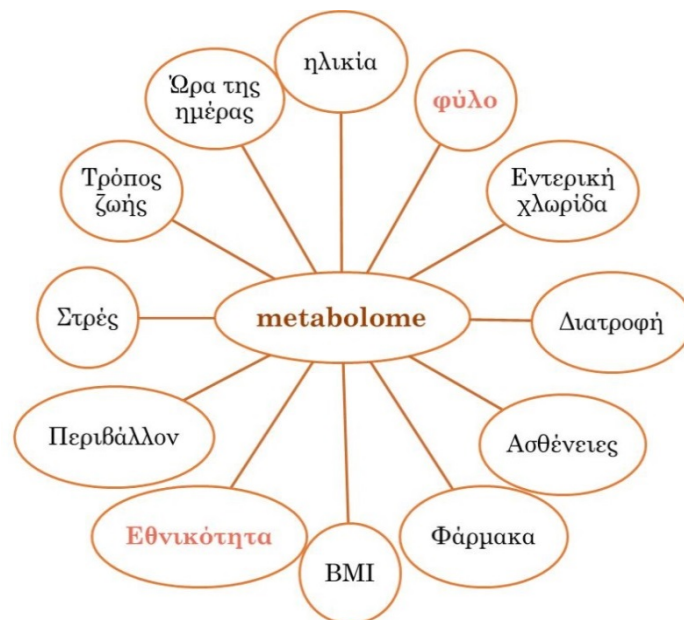 ηλικία
φύλο
Εντερική
χλωρίδα
Διατροφή
Ασθένειες
Φάρμακα
BMI
Εθνικότητα
Περιβάλλον
Στρές
Τρόπος
ζωής
Ώρα της
ημέρας
metabolome